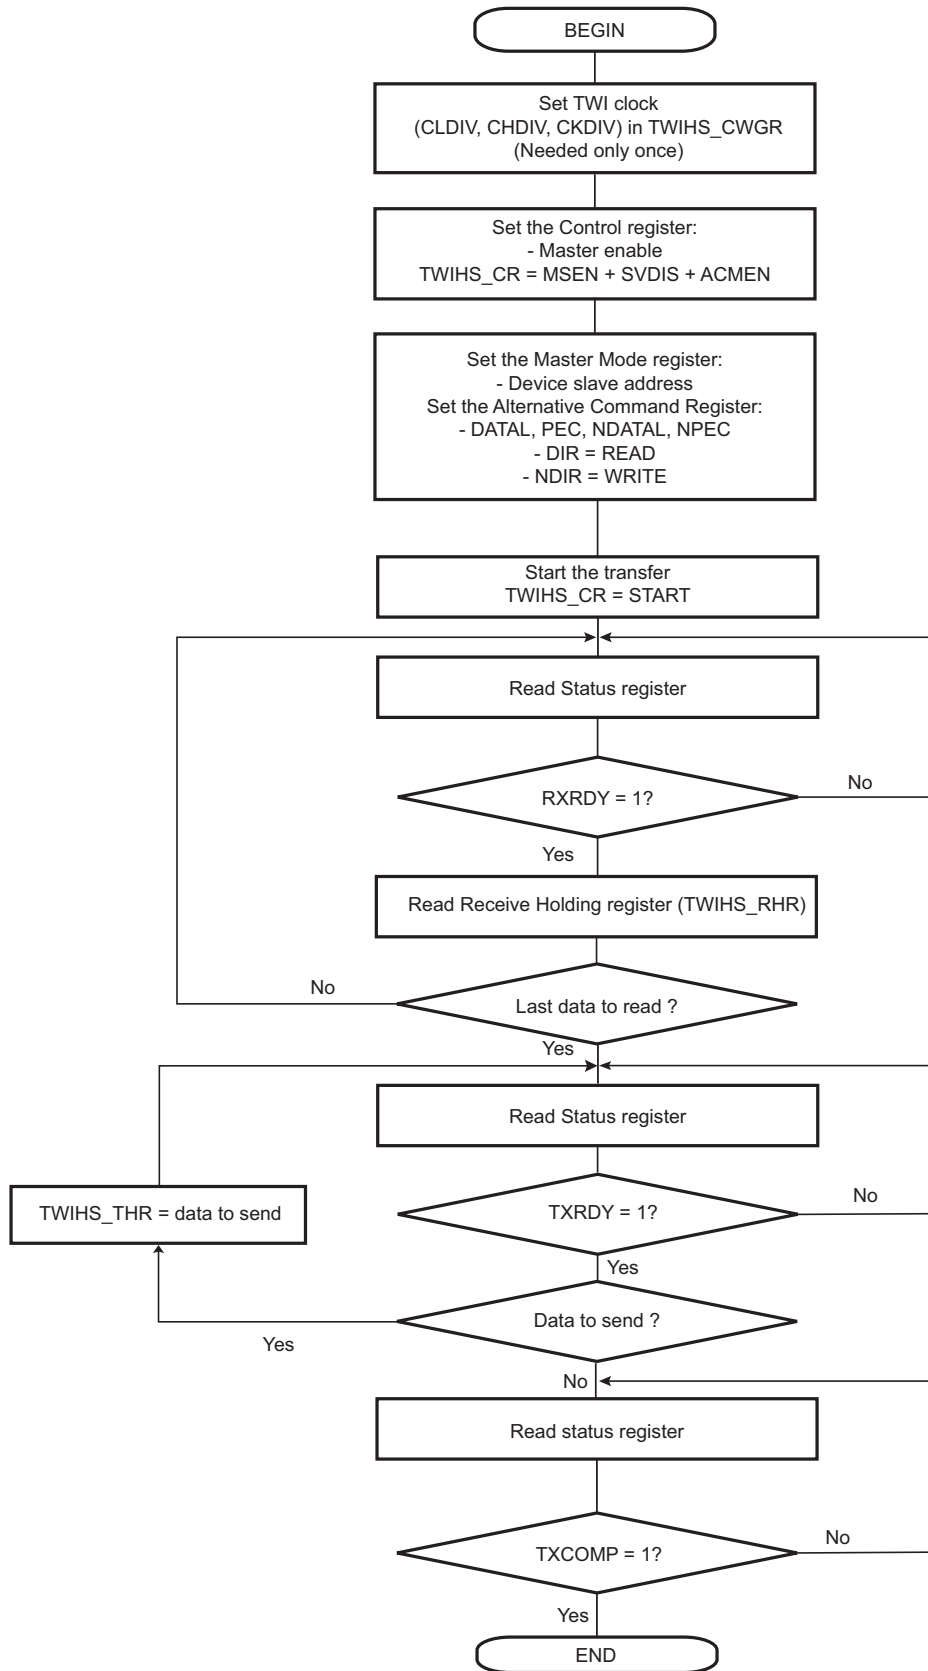 BEGIN
Set TWI clock
(CLDIV, CHDIV, CKDIV) in TWIHS_CWGR
(Needed only once)
Set the Control register:
- Master enable
TWIHS_CR = MSEN + SVDIS + ACMEN
Set the Master Mode register:
- Device slave address
Set the Alternative Command Register:
- DATAL, PEC, NDATAL, NPEC
- DIR = READ
- NDIR = WRITE
Start the transfer
TWIHS_CR = START
Read Status register
RXRDY = 1?
No
Yes
Read Receive Holding register (TWIHS_RHR)
No
Last data to read ?
Yes
Read Status register
TWIHS_THR = data to send
TXRDY = 1?
No
Yes
Data to send ?
Yes
No
Read status register
TXCOMP = 1?
No
Yes
END